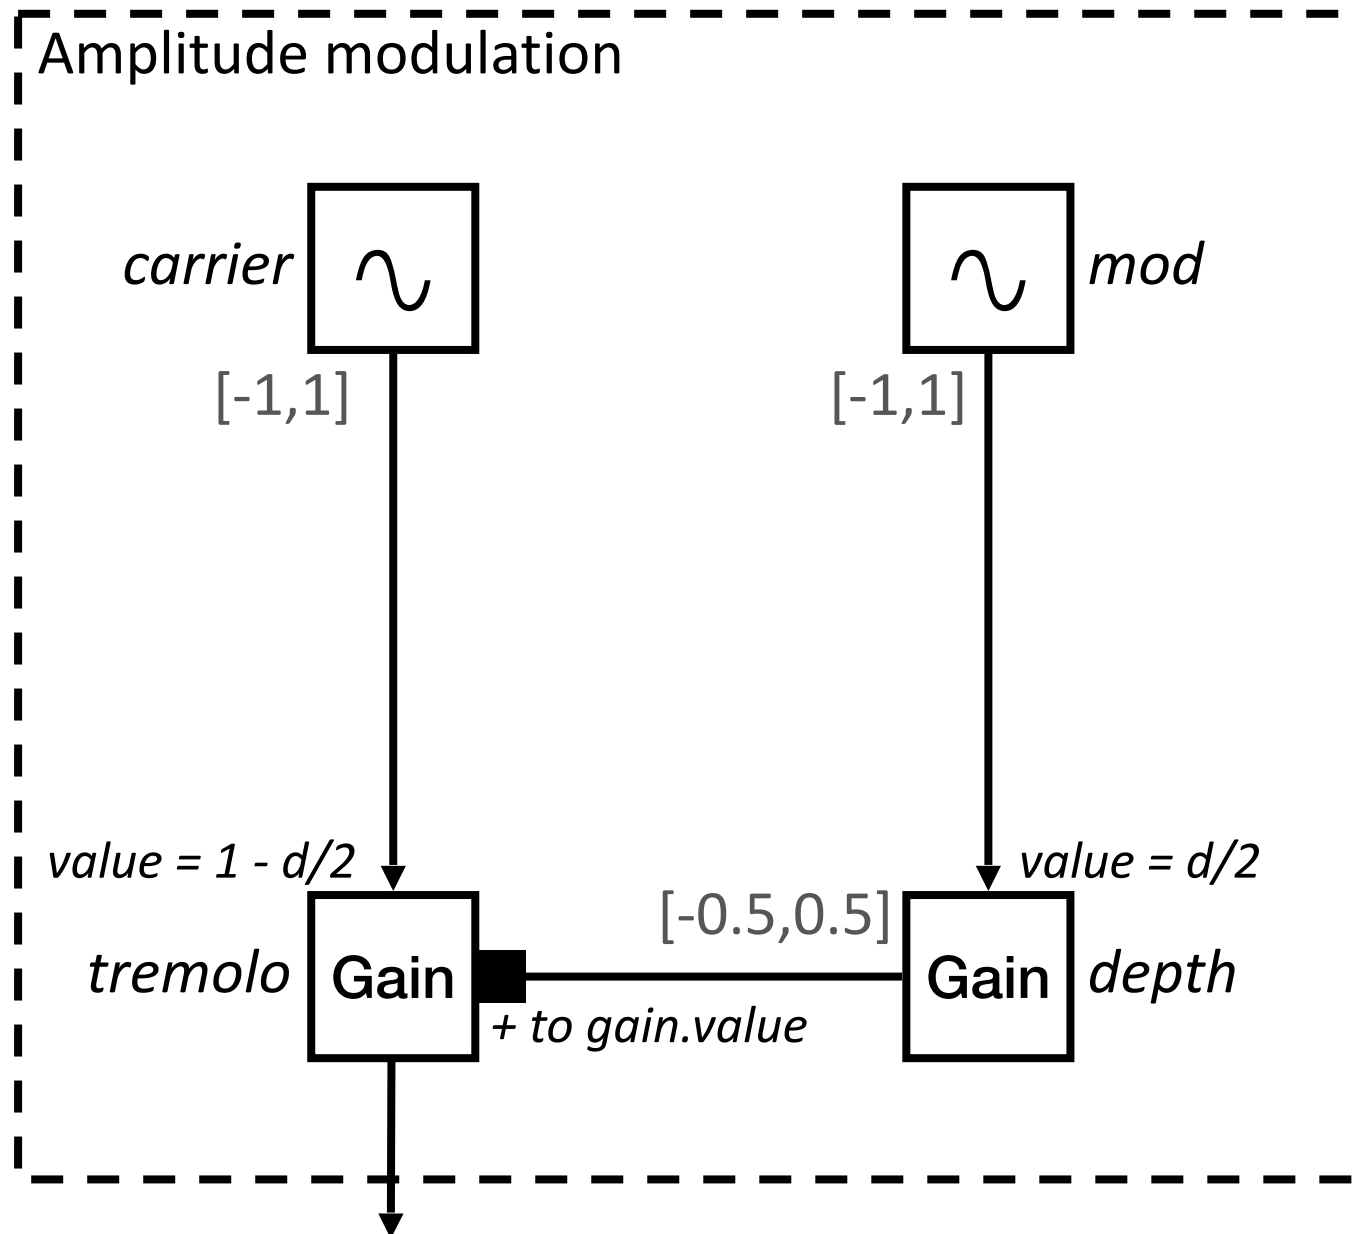 Amplitude modulation
carrier
mod
[-1,1]
[-1,1]
value = 1 - d/2
value = d/2
[-0.5,0.5]
tremolo
Gain
Gain
depth
+ to gain.value